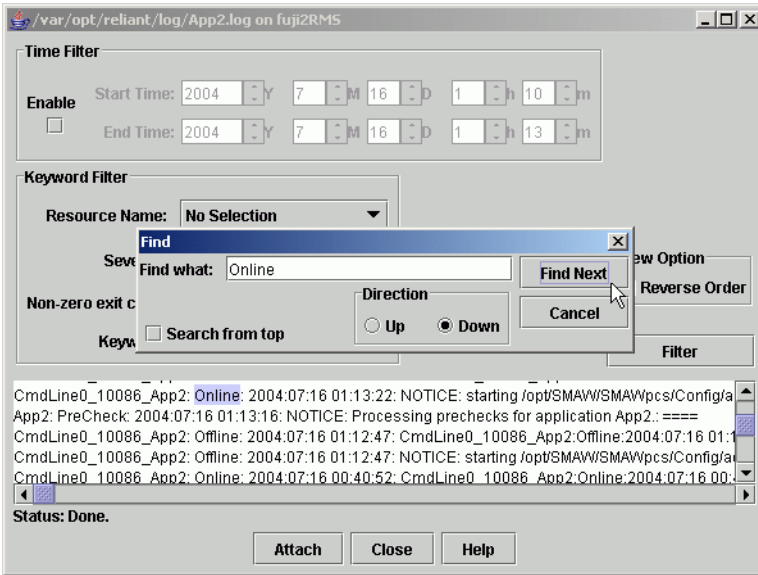 /var/opt/reliant/log/App2.log on fuji2RMS
Time Filter
Enable
Start Time: 2004 Y 7 M 16 D 1 h 10 m
End Time: 2004 Y 7 M 16 D 1 h 13 m
Keyword Filter
Resource Name: No Selection
Seve
Non-zero exit c
Keyw
Find
Find what: Online
Find Next
Direction
Up Down
Cancel
Search from top
ew Option
Reverse Order
Filter
CmdLine0_10086_App2: Online: 2004:07:16 01:13:22: NOTICE: starting /opt/SMAW/SMAWpcs/Config/a
App2: PreCheck: 2004:07:16 01:13:16: NOTICE: Processing prechecks for application App2.: ====
CmdLine0_10086_App2: Offline: 2004:07:16 01:12:47: CmdLine0_10086_App2:Offline:2004:07:16 01:1
CmdLine0_10086_App2: Offline: 2004:07:16 01:12:47: NOTICE: starting /opt/SMAW/SMAWpcs/Config/a
CmdLine0_10086_App2: Online: 2004:07:16 00:40:52: CmdLine0_10086_App2:Online:2004:07:16 00:
Status: Done.
Attach Close Help